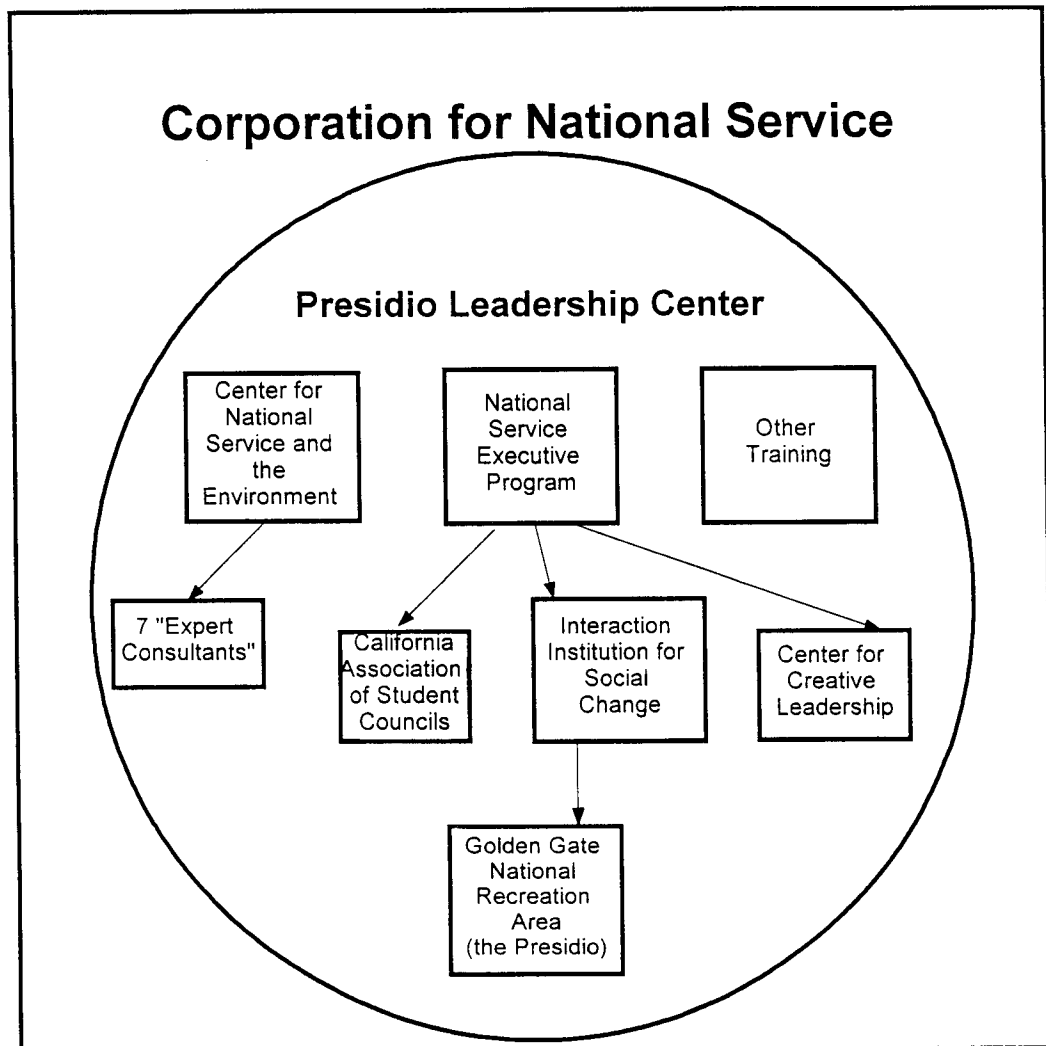 Corporation for National Service
Presidio Leadership Center
Center for
National
Service and
the
Environment
National
Service
Executive
Program
Other
Training
7 "Expert
Consultants"
California
Association
of Student
Councils
Interaction
Institution for
Social
Change
Center for
Creative
Leadership
Golden Gate
National
Recreation
Area
(the Presidio)